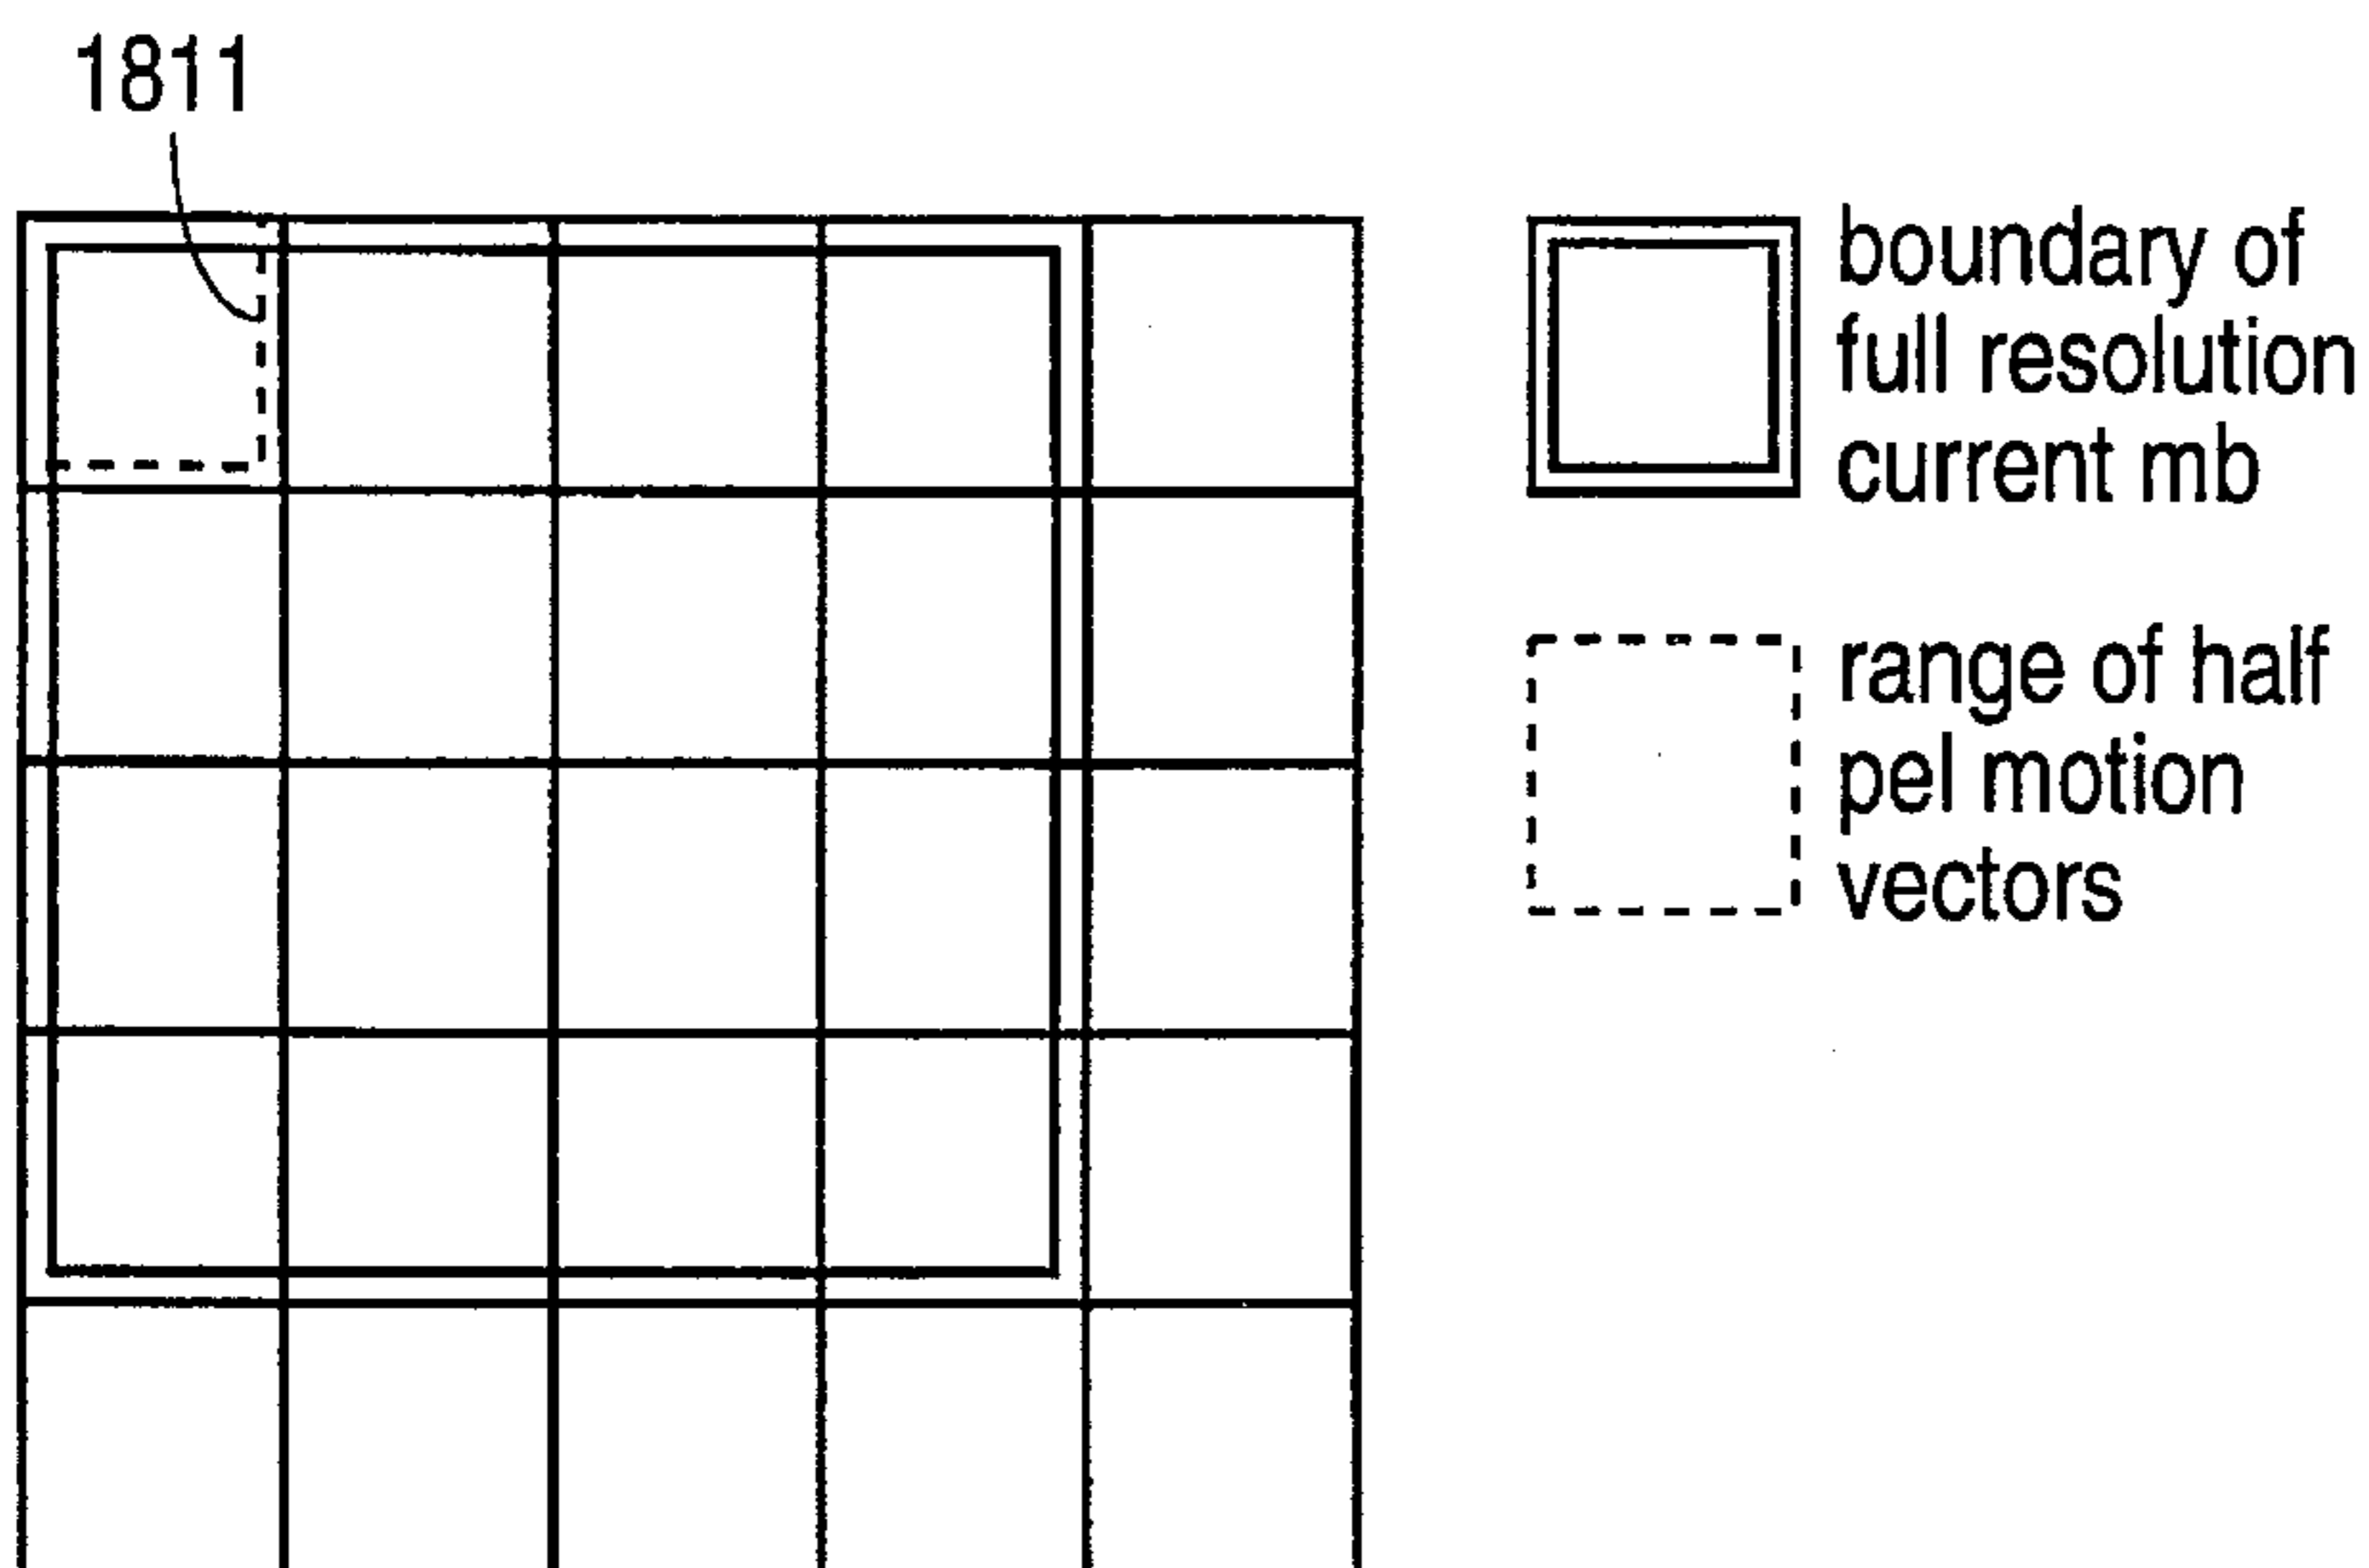 1811
boundary of
full resolution
current mb
range of half
pel motion
vectors